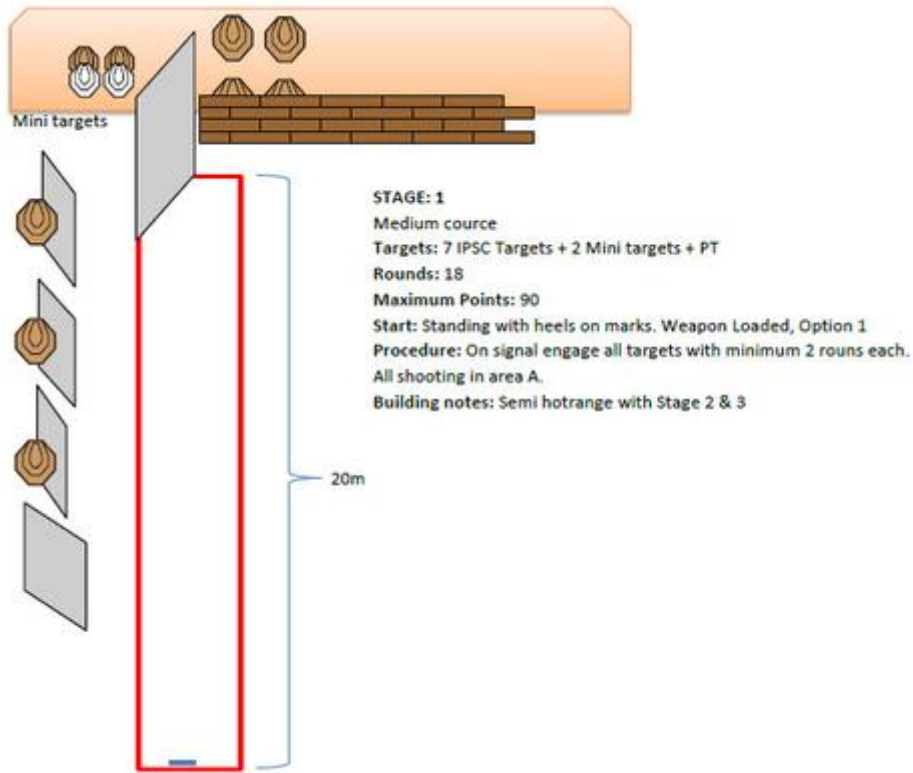 Mini targets
STAGE: 1
Medium cource
Targets: 7 IPSC Targets + 2 Mini targets + PT
Rounds: 18
Maximum Points: 90
Start: Standing with heels on marks. Weapon Loaded, Option 1
Procedure: On signal engage all targets with minimum 2 rouns each.
All shooting in area A.
Building notes: Semi hotrange with Stage 2 & 3
20m